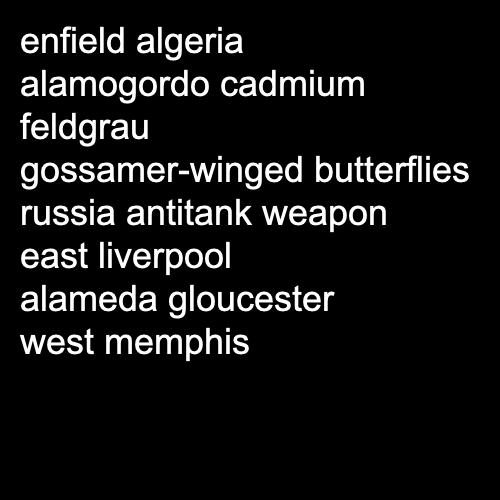 enfield algeria
alamogordo cadmium
feldgrau
gossamer-winged butterflies
russia antitank weapon
east liverpool
alameda gloucester
west memphis